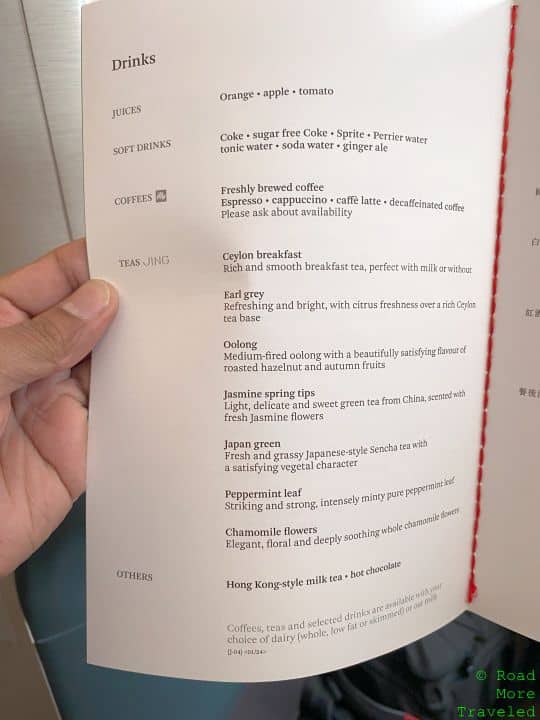 Drinks
JUICES
Orange • apple • tomato
SOFT DRINKS
Coke • sugar free Coke • Sprite • Perrier water
tonic water • soda water • ginger ale
COFFEES illy
Freshly brewed coffee
Espresso • cappuccino • caffè latte • decaffeinated coffee
Please ask about availability
TEAS JING
Ceylon breakfast
Rich and smooth breakfast tea, perfect with milk or without
Earl grey
Refreshing and bright, with citrus freshness over a rich Ceylon
tea base
Oolong
Medium-fired oolong with a beautifully satisfying flavour of
roasted hazelnut and autumn fruits
Jasmine spring tips
Light, delicate and sweet green tea from China, scented with
fresh Jasmine flowers
Japan green
Fresh and grassy Japanese-style Sencha tea with
a satisfying vegetal character
Peppermint leaf
Striking and strong, intensely minty pure peppermint leaf
Chamomile flowers
Elegant, floral and deeply soothing whole chamomile flowers
OTHERS
Hong Kong-style milk tea • hot chocolate
Coffees, teas and selected drinks are available with your
choice of dairy (whole, low fat or skimmed) or oat milk
白
紅酒
餐後
© Road
More
Traveled